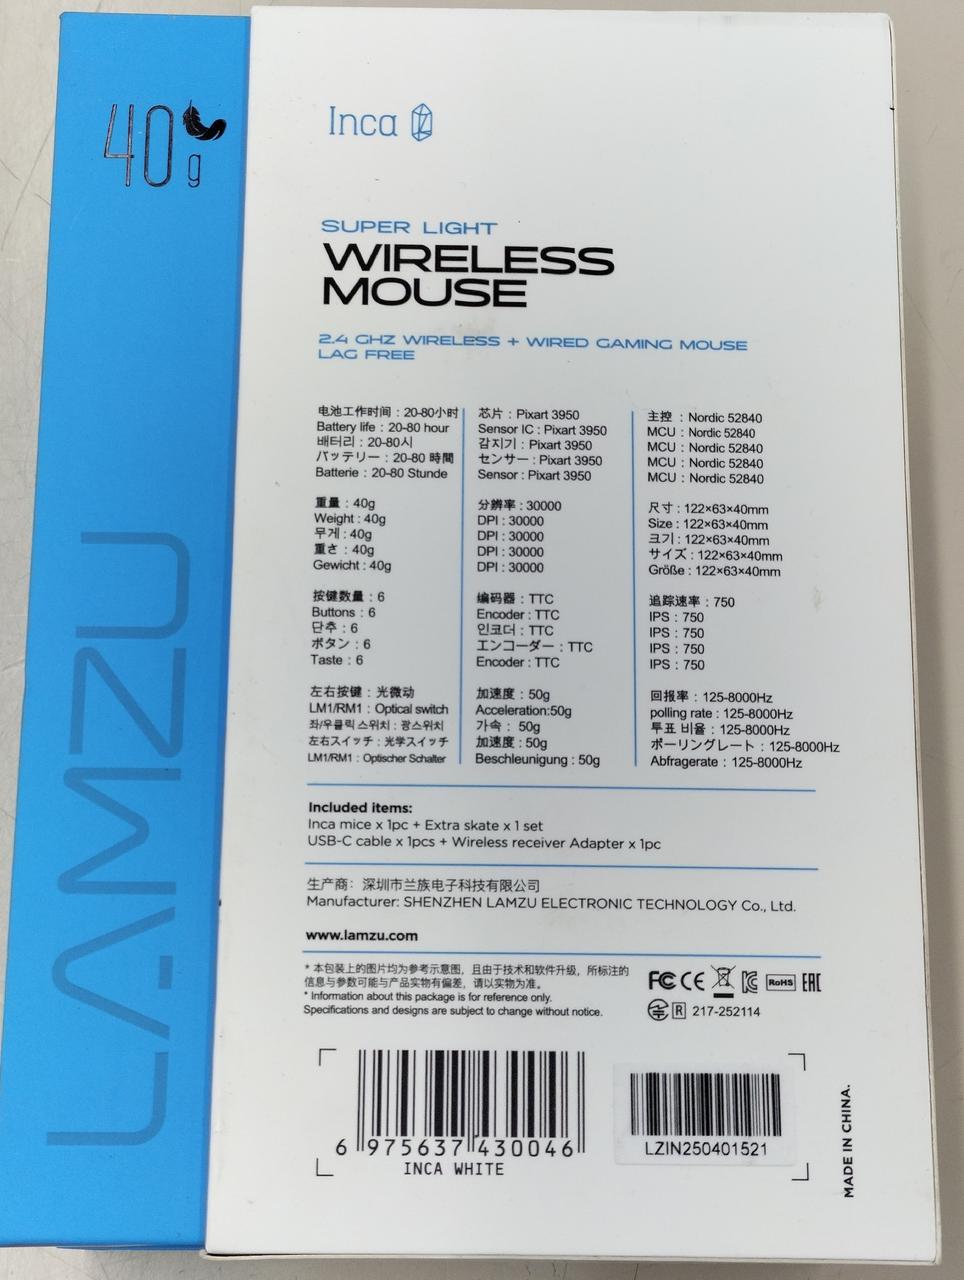 40g
LAMZU
Inca
SUPER LIGHT
WIRELESS
MOUSE
2.4 GHZ WIRELESS + WIRED GAMING MOUSE
LAG FREE
电池工作时间 : 20-80小时
Battery life : 20-80 hour
배터리 : 20-80시
バッテリー : 20-80 時間
Batterie : 20-80 Stunde
重量 : 40g
Weight : 40g
무게 : 40g
重さ : 40g
Gewicht : 40g
按键数量 : 6
Buttons : 6
단추 : 6
ボタン : 6
Taste : 6
左右按键 : 光微动
LM1/RM1 : Optical switch
좌/우클릭 스위치 : 광스위치
左右スイッチ : 光学スイッチ
LM1/RM1 : Optischer Schalter
芯片 : Pixart 3950
Sensor IC : Pixart 3950
감지기 : Pixart 3950
センサー : Pixart 3950
Sensor : Pixart 3950
分辨率 : 30000
DPI : 30000
DPI : 30000
DPI : 30000
DPI : 30000
编码器 : TTC
Encoder : TTC
인코더 : TTC
エンコーダー : TTC
Encoder : TTC
加速度 : 50g
Acceleration:50g
가속 : 50g
加速度 : 50g
Beschleunigung : 50g
主控 : Nordic 52840
MCU : Nordic 52840
MCU : Nordic 52840
MCU : Nordic 52840
MCU : Nordic 52840
尺寸 : 122×63×40mm
Size : 122×63×40mm
크기 : 122×63×40mm
サイズ : 122×63×40mm
Größe : 122×63×40mm
追踪速率 : 750
IPS : 750
IPS : 750
IPS : 750
IPS : 750
回报率 : 125-8000Hz
polling rate : 125-8000Hz
투표 비율 : 125-8000Hz
ポーリングレート : 125-8000Hz
Abfragerate : 125-8000Hz
Included items:
Inca mice x 1pc + Extra skate x 1 set
USB-C cable x 1pcs + Wireless receiver Adapter x 1pc
生产商：深圳市兰族电子科技有限公司
Manufacturer: SHENZHEN LAMZU ELECTRONIC TECHNOLOGY Co., Ltd.
www.lamzu.com
* 本包装上的图片均为参考示意图，且由于技术和软件升级，所标注的
信息与参数可能与产品实物有偏差，请以实物为准。
* Information about this package is for reference only.
Specifications and designs are subject to change without notice.
FC CE RoHS EAC
R 217-252114
6 975637 430046
INCA WHITE
LZIN250401521
MADE IN CHINA.